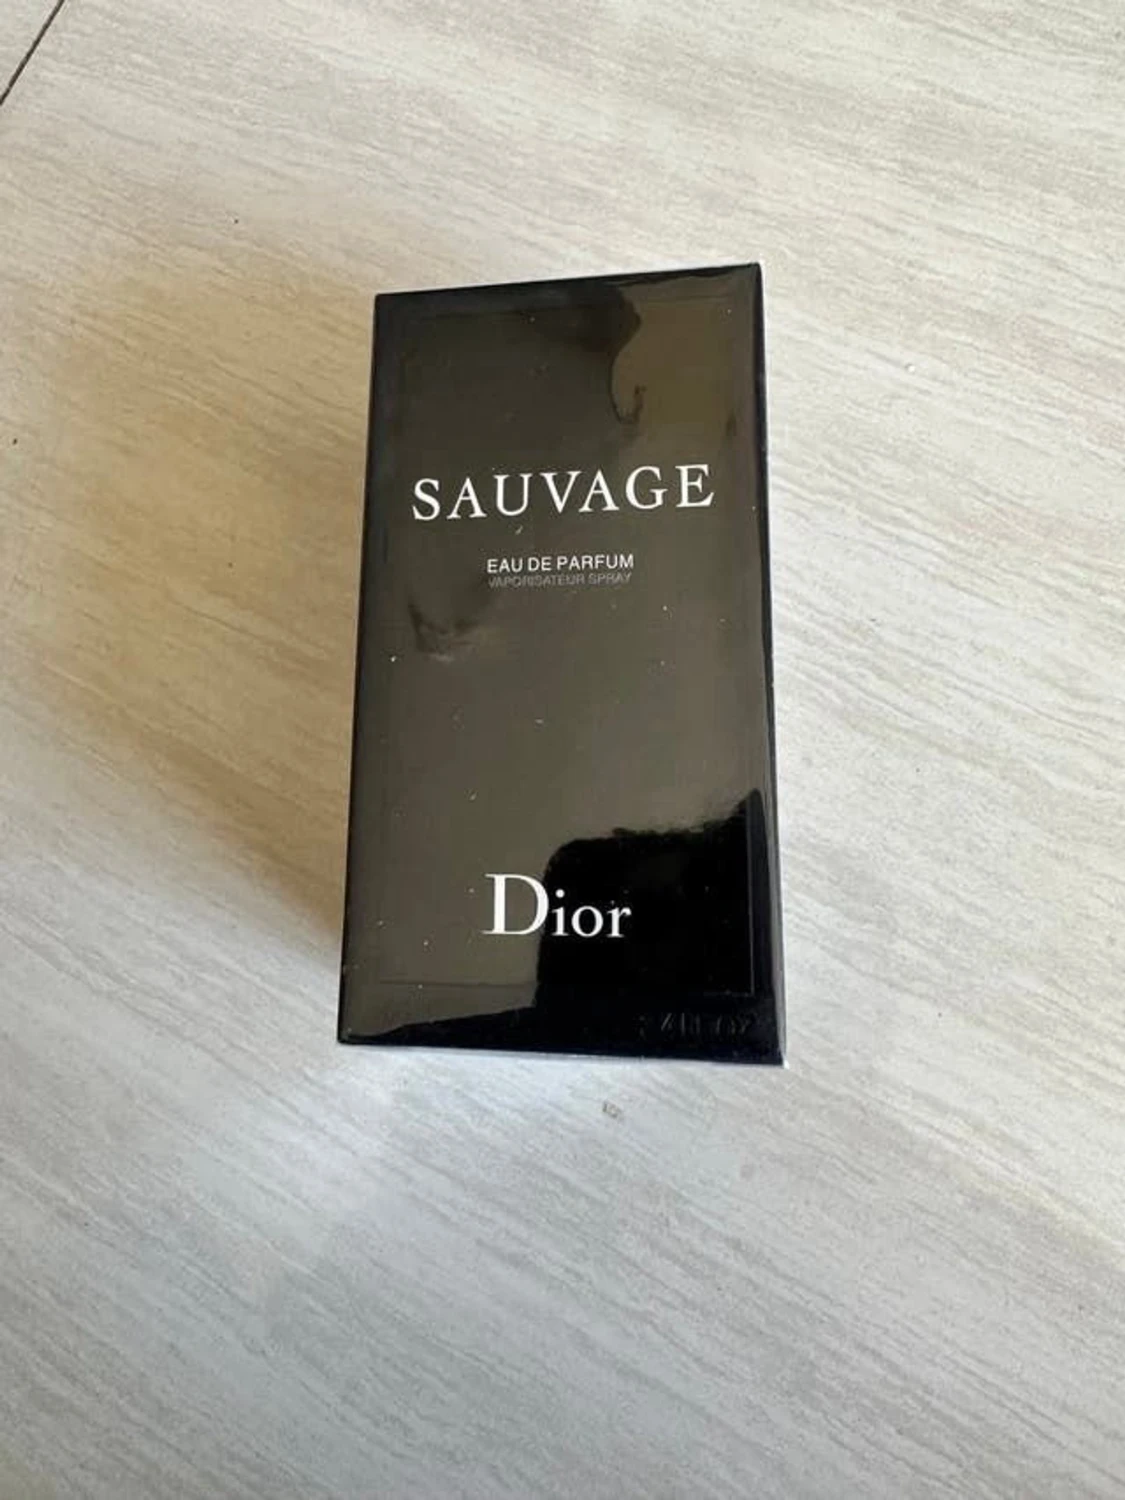 SAUVAGE
EAU DE PARFUM
VAPORISATEUR SPRAY
Dior